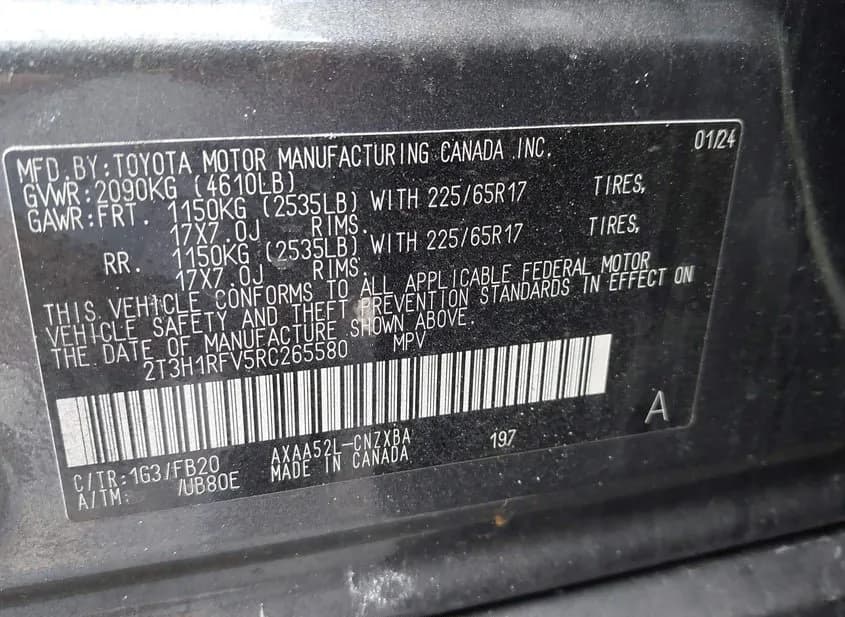 MFD.BY:TOYOTA MOTOR MANUFACTURING CANADA INC. 01/24
GVWR:2090KG (4610LB)
GAWR:FRT. 1150KG (2535LB) WITH 225/65R17 TIRES,
17X7.0J RIMS.
RR. 1150KG (2535LB) WITH 225/65R17 TIRES,
17X7.0J RIMS.
THIS VEHICLE CONFORMS TO ALL APPLICABLE FEDERAL MOTOR
VEHICLE SAFETY AND THEFT PREVENTION STANDARDS IN EFFECT ON
THE DATE OF MANUFACTURE SHOWN ABOVE.
2T3H1RFV5RC265580 MPV
A
C/TR:1G3/FB20 AXAA52L-CNZXBA 197
A/TM: /UB80E MADE IN CANADA